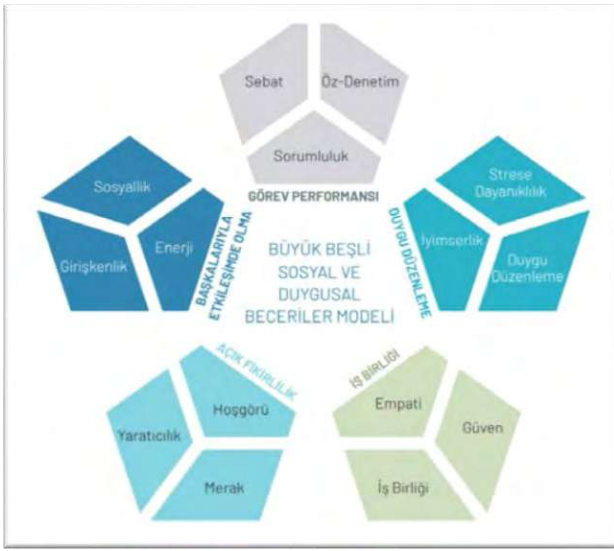 Sebat
Öz-Denetim
Sorumluluk
GÖREV PERFORMANSI
Sosyallik
Girişkenlik
Enerji
BAŞKALARIYLA
ETKİLEŞİMDE OLMA
BÜYÜK BEŞLİ
SOSYAL VE
DUYGUSAL
BECERİLER MODELİ
Strese
Dayanıklılık
İyimserlik
Duygu
Düzenleme
DUYGU DÜZENLEME
AÇIK FİKİRLİLİK
Hoşgörü
Yaratıcılık
Merak
İŞ BİRLİĞİ
Empati
Güven
İş Birliği